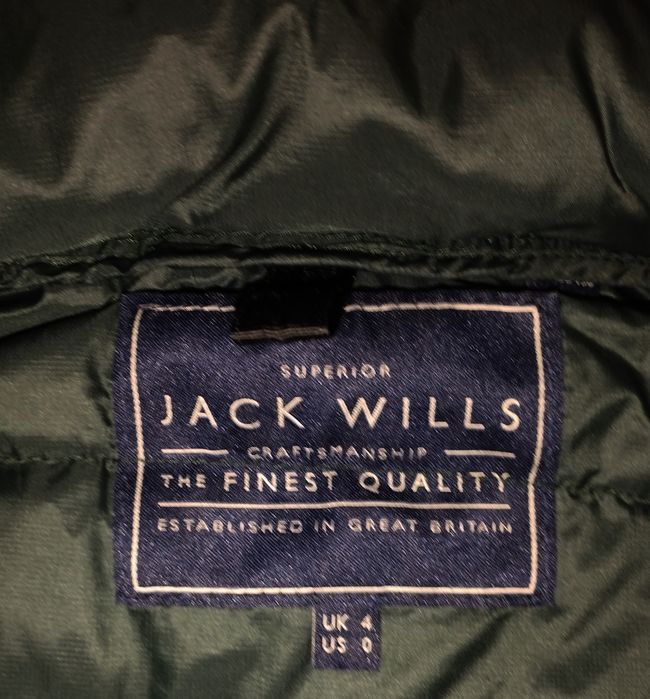 SUPERIOR
JACK WILLS
CRAFTSMANSHIP
THE FINEST QUALITY
ESTABLISHED IN GREAT BRITAIN
UK 4
US 0